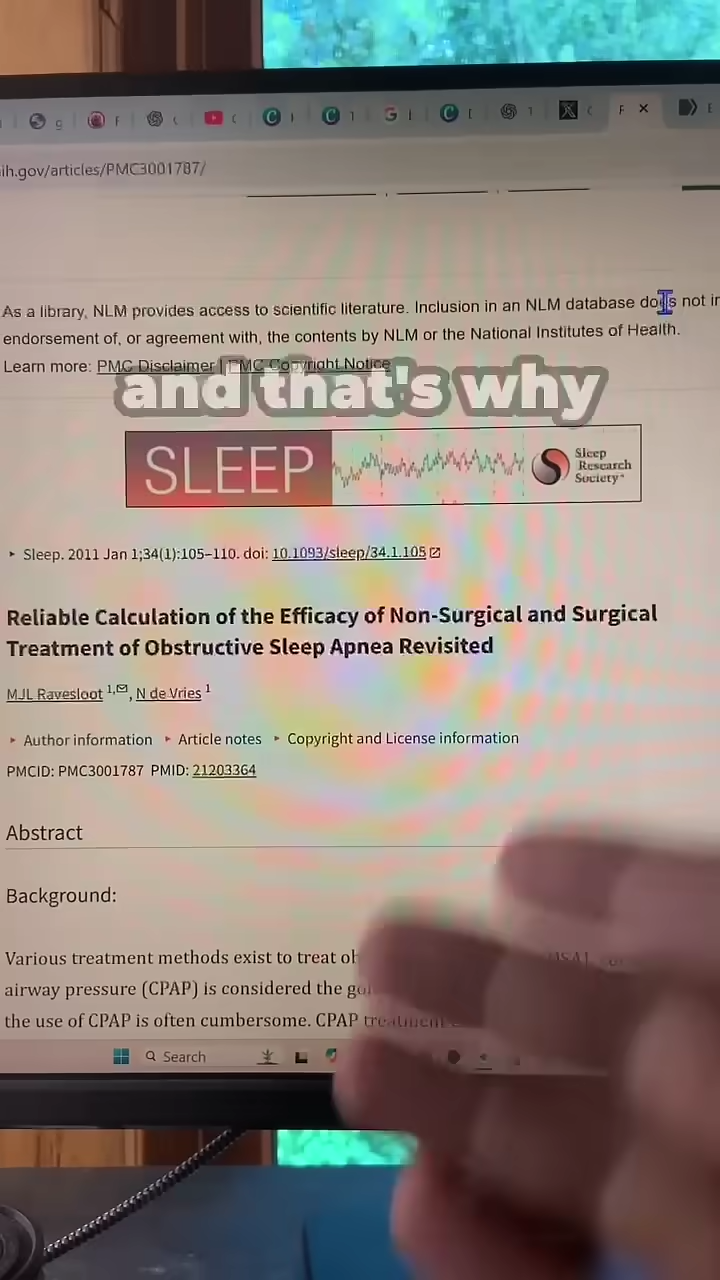 ih.gov/articles/PMC3001787/
As a library, NLM provides access to scientific literature. Inclusion in an NLM database does not in
endorsement of, or agreement with, the contents by NLM or the National Institutes of Health.
Learn more: PMC Disclaimer | PMC Copyright Notice
and that's why
SLEEP
Sleep
Research
Society
Sleep. 2011 Jan 1;34(1):105–110. doi: 10.1093/sleep/34.1.105
Reliable Calculation of the Efficacy of Non-Surgical and Surgical
Treatment of Obstructive Sleep Apnea Revisited
MJL Ravesloot 1, N de Vries 1
Author information Article notes Copyright and License information
PMCID: PMC3001787 PMID: 21203364
Abstract
Background:
Various treatment methods exist to treat ob
airway pressure (CPAP) is considered the gol
the use of CPAP is often cumbersome. CPAP treatment
Search